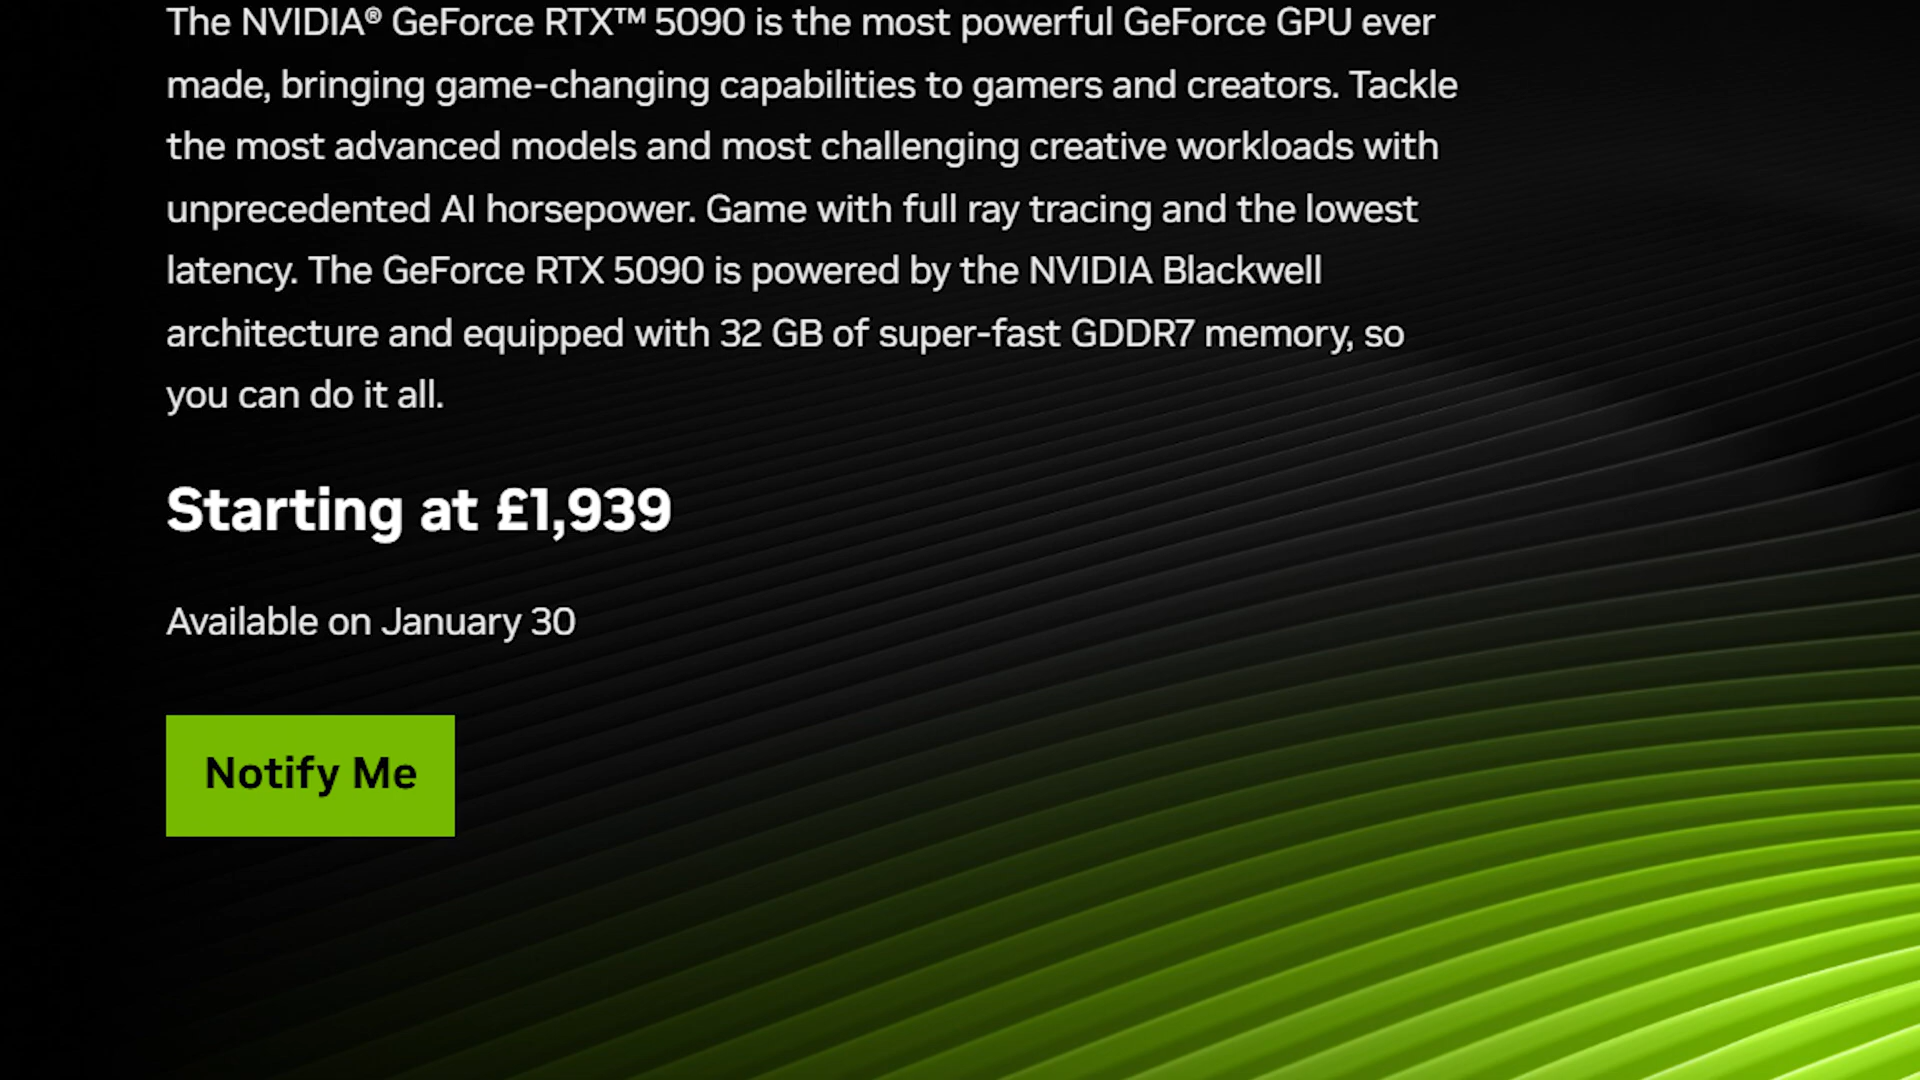 The NVIDIA® GeForce RTX™ 5090 is the most powerful GeForce GPU ever
made, bringing game-changing capabilities to gamers and creators. Tackle
the most advanced models and most challenging creative workloads with
unprecedented AI horsepower. Game with full ray tracing and the lowest
latency. The GeForce RTX 5090 is powered by the NVIDIA Blackwell
architecture and equipped with 32 GB of super-fast GDDR7 memory, so
you can do it all.
Starting at £1,939
Available on January 30
Notify Me